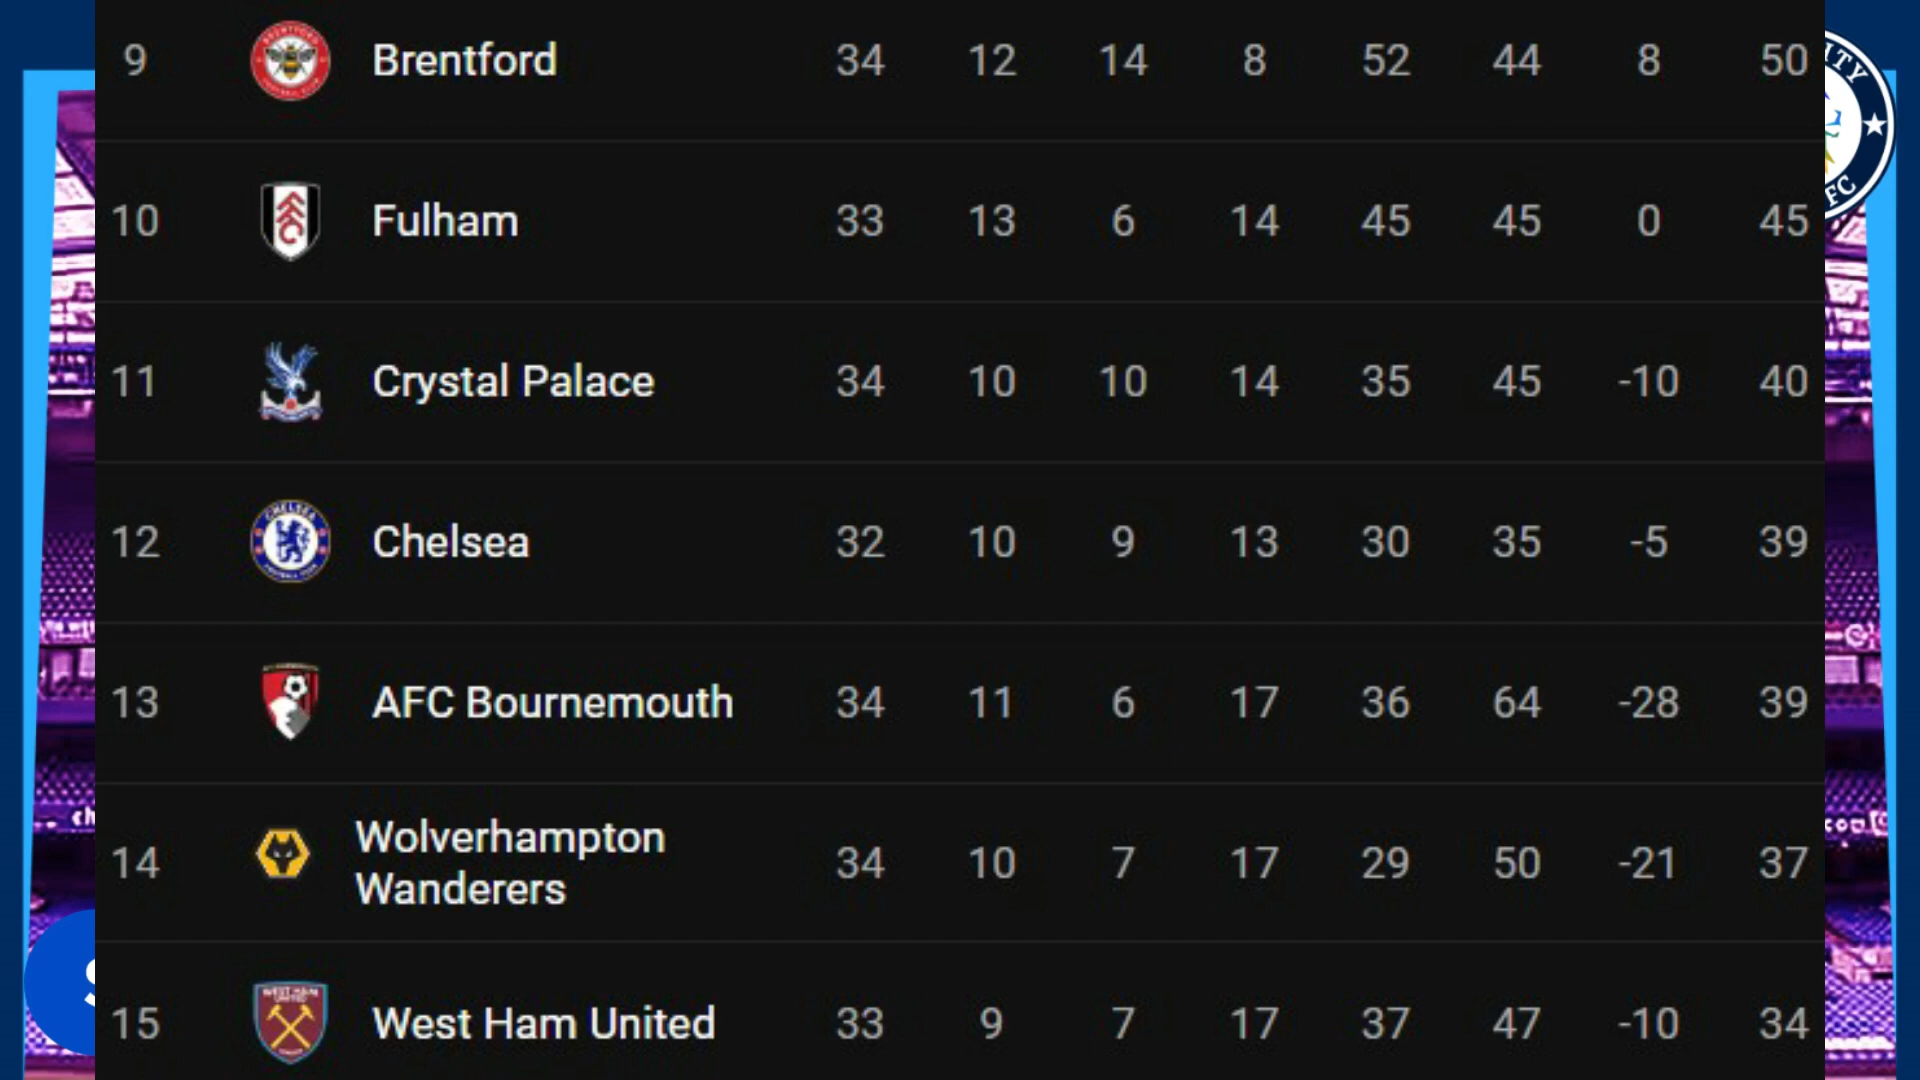 9 Brentford 34 12 14 8 52 44 8 50
10 Fulham 33 13 6 14 45 45 0 45
11 Crystal Palace 34 10 10 14 35 45 -10 40
12 Chelsea 32 10 9 13 30 35 -5 39
13 AFC Bournemouth 34 11 6 17 36 64 -28 39
14 Wolverhampton
Wanderers 34 10 7 17 29 50 -21 37
15 West Ham United 33 9 7 17 37 47 -10 34